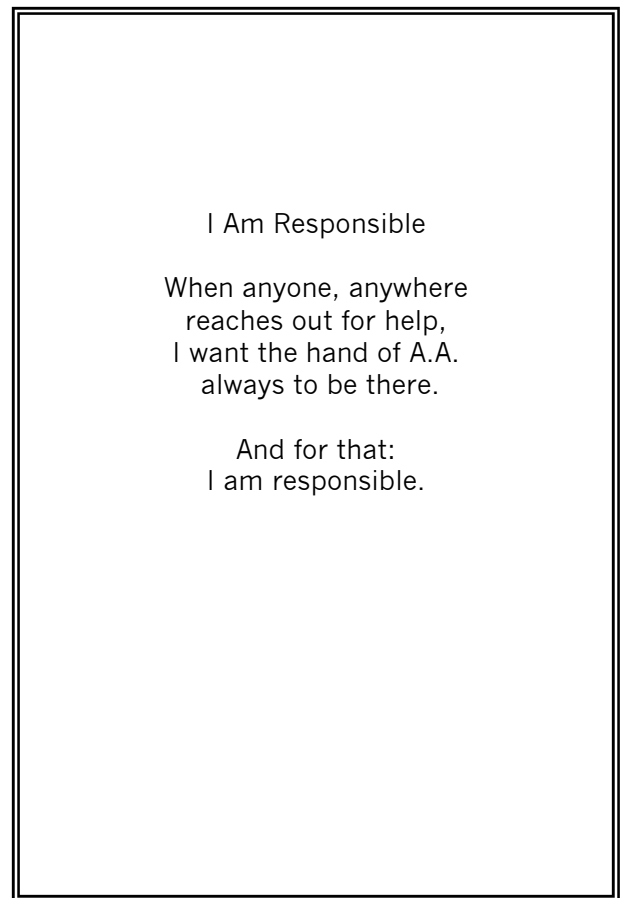 I Am Responsible
When anyone, anywhere
reaches out for help,
I want the hand of A.A.
always to be there.
And for that:
I am responsible.